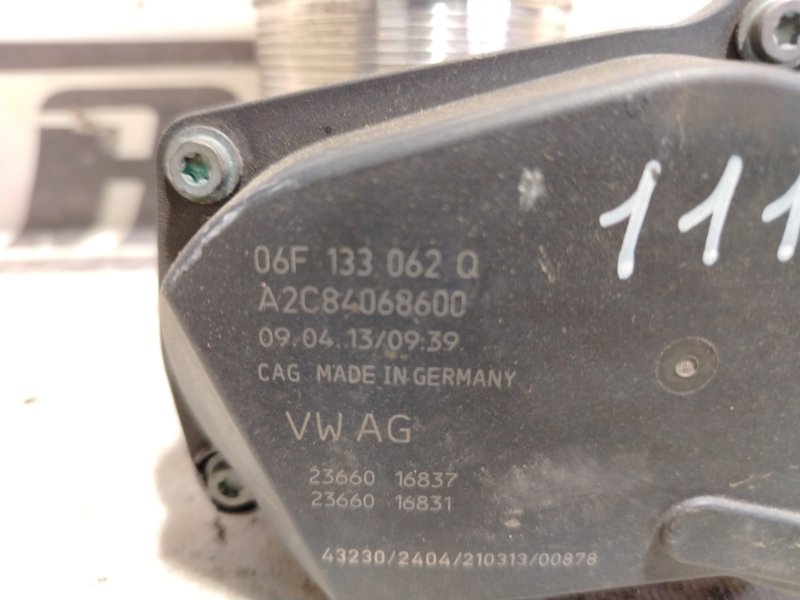 06F 133 062 Q
A2C84068600
09.04.13/09:39
CAG MADE IN GERMANY
VW AG
23660 16837
23660 16831
43230/2404/210313/00878
111